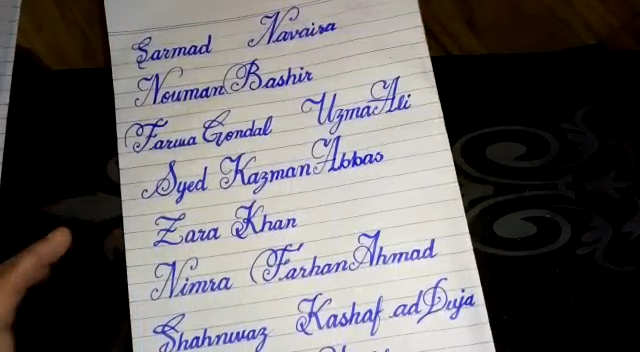 Sarmad Navaira
Nouman Bashir
Farwa Gondal Uzma Ali
Syed Kazman Abbas
Zara Khan
Nimra Farhan Ahmad
Shahnwaz Kashaf ad Duja